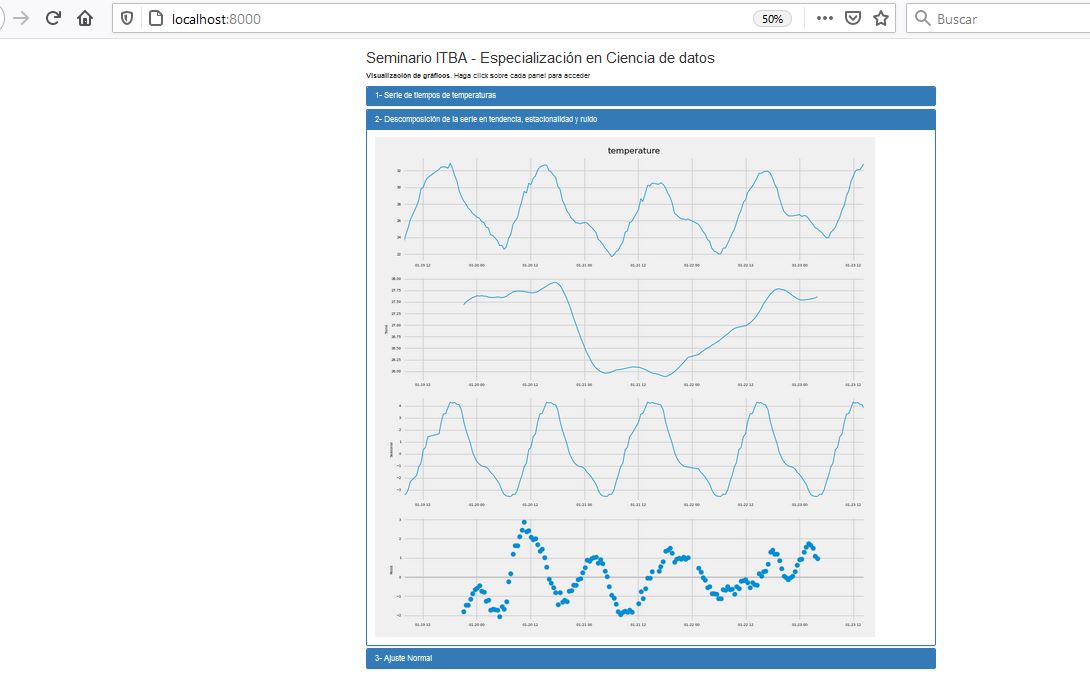 localhost:8000
50%
Buscar
Seminario ITBA - Especialización en Ciencia de datos
Visualización de gráficos. Haga click sobre cada panel para acceder
1- Serie de tiempos de temperaturas
2- Descomposición de la serie en tendencia, estacionalidad y ruido
temperature
32
30
28
26
24
22
01-19 12 01-20 00 01-20 12 01-21 00 01-21 12 01-22 00 01-22 12 01-23 00 01-23 12
28.00
27.75
27.50
27.25
27.00
26.75
26.50
26.25
26.00
01-19 12 01-20 00 01-20 12 01-21 00 01-21 12 01-22 00 01-22 12 01-23 00 01-23 12
4
3
2
1
0
−1
−2
−3
Seasonal
01-19 12 01-20 00 01-20 12 01-21 00 01-21 12 01-22 00 01-22 12 01-23 00 01-23 12
3
2
1
0
−1
−2
01-19 12 01-20 00 01-20 12 01-21 00 01-21 12 01-22 00 01-22 12 01-23 00 01-23 12
3- Ajuste Normal